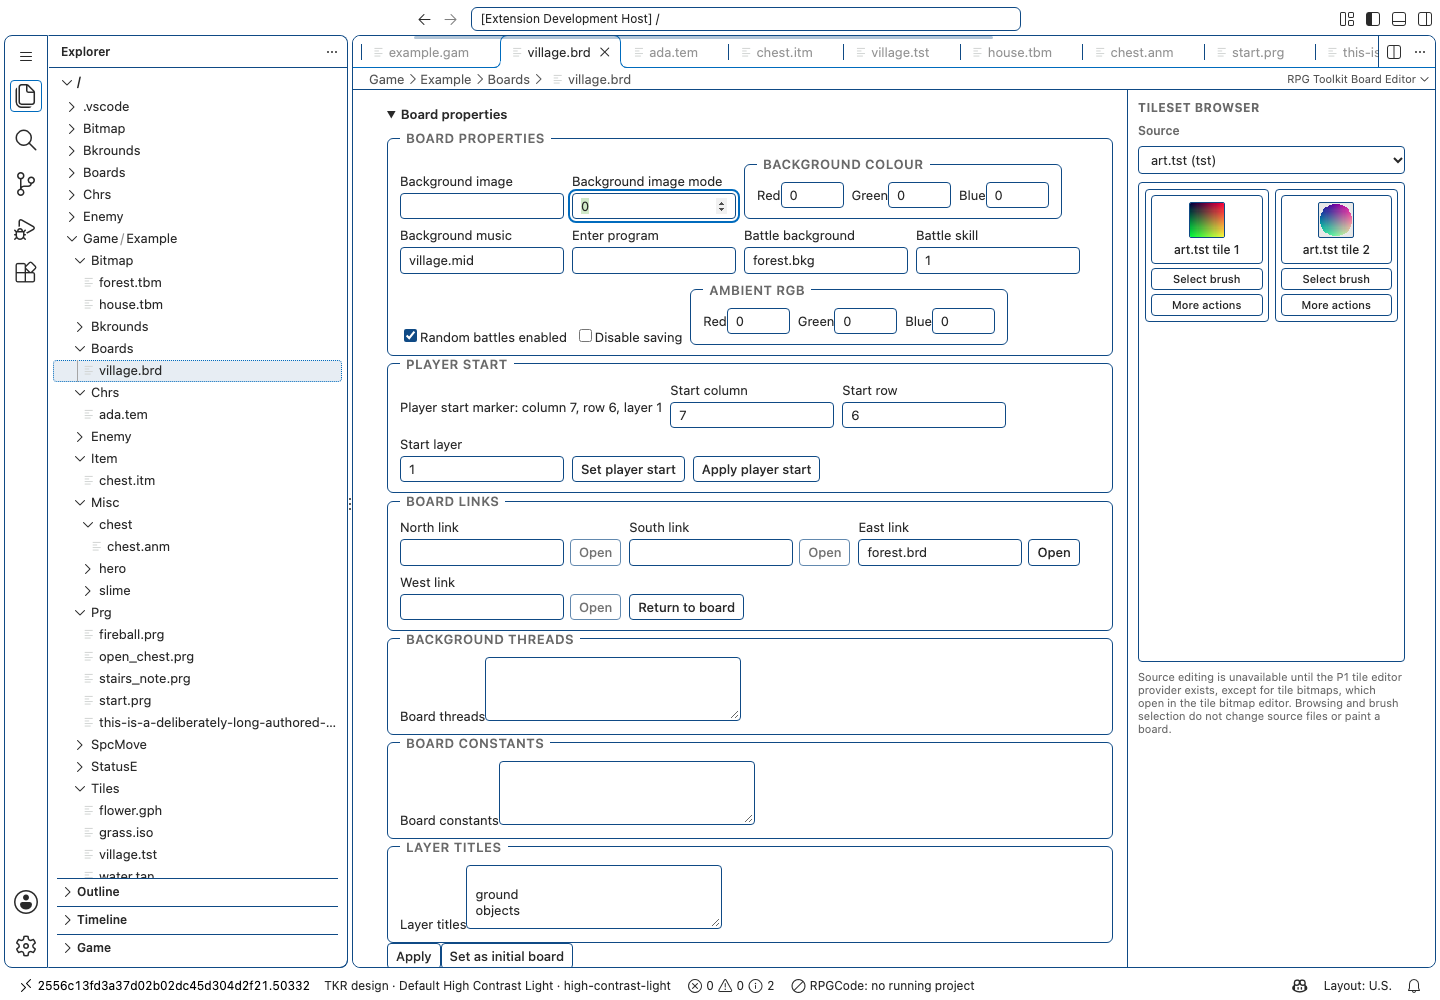 [Extension Development Host] /
Explorer
/
.vscode
Bitmap
Bkrounds
Boards
Chrs
Enemy
Game / Example
Bitmap
forest.tbm
house.tbm
Bkrounds
Boards
village.brd
Chrs
ada.tem
Enemy
Item
chest.itm
Misc
chest
chest.anm
hero
slime
Prg
fireball.prg
open_chest.prg
stairs_note.prg
start.prg
this-is-a-deliberately-long-authored-...
SpcMove
StatusE
Tiles
flower.gph
grass.iso
village.tst
water.tan
Outline
Timeline
Game
example.gam village.brd ada.tem chest.itm village.tst house.tbm chest.anm start.prg this-is
Game > Example > Boards > village.brd
RPG Toolkit Board Editor
Board properties
BOARD PROPERTIES
Background image
Background image mode
0
BACKGROUND COLOUR
Red 0 Green 0 Blue 0
Background music
village.mid
Enter program
Battle background
forest.bkg
Battle skill
1
Random battles enabled
Disable saving
AMBIENT RGB
Red 0 Green 0 Blue 0
PLAYER START
Player start marker: column 7, row 6, layer 1
Start column
7
Start row
6
Start layer
1
Set player start
Apply player start
BOARD LINKS
North link
Open
South link
Open
East link
forest.brd
Open
West link
Open
Return to board
BACKGROUND THREADS
Board threads
BOARD CONSTANTS
Board constants
LAYER TITLES
Layer titles
ground
objects
Apply
Set as initial board
TILESET BROWSER
Source
art.tst (tst)
art.tst tile 1
Select brush
More actions
art.tst tile 2
Select brush
More actions
Source editing is unavailable until the P1 tile editor
provider exists, except for tile bitmaps, which
open in the tile bitmap editor. Browsing and brush
selection do not change source files or paint a
board.
2556c13fd3a37d02b02dc45d304d2f21.50332
TKR design · Default High Contrast Light · high-contrast-light
0 0 2
RPGCode: no running project
Layout: U.S.